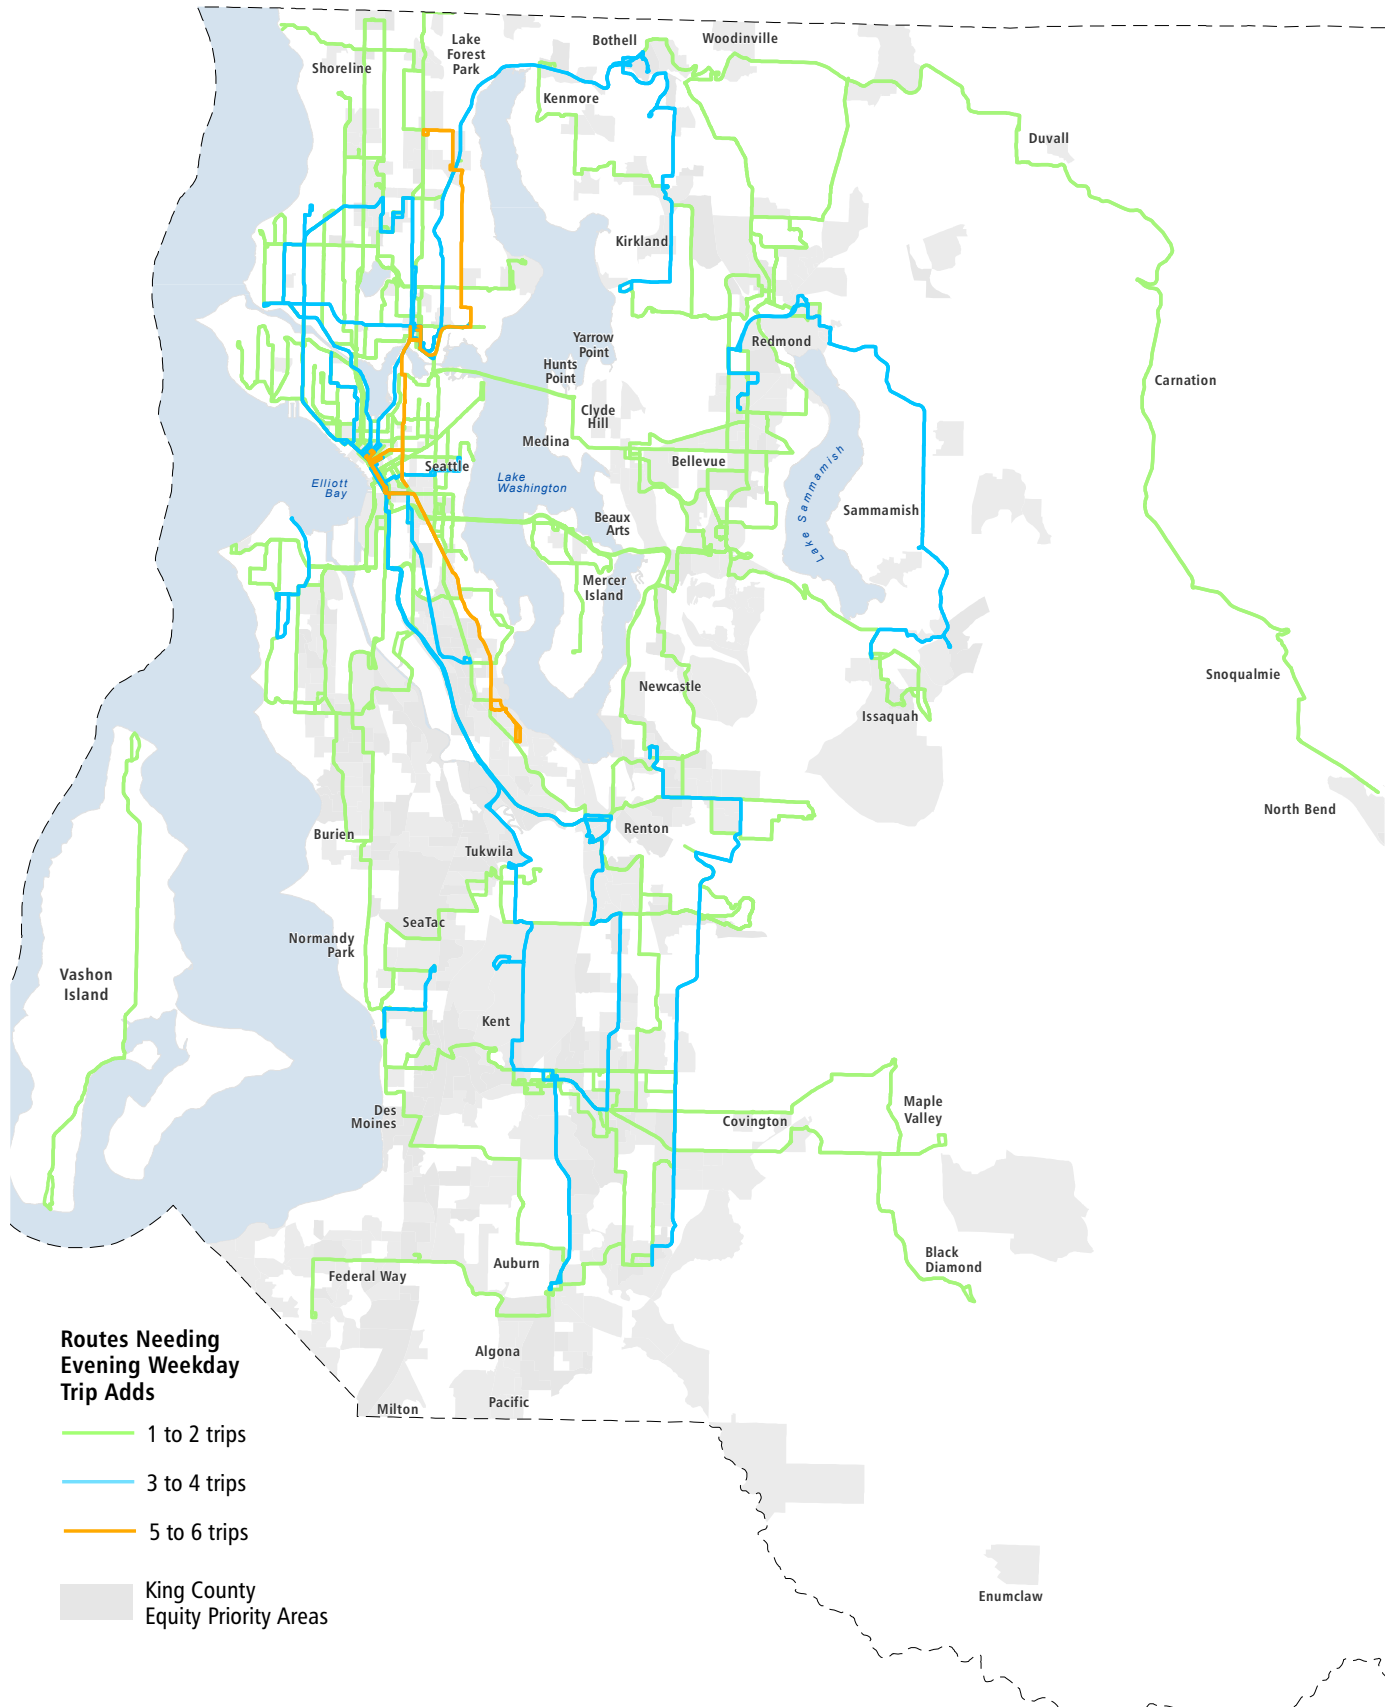 Lake
Forest
Park
Bothell
Woodinville
Shoreline
Kenmore
Duvall
Kirkland
Yarrow
Point
Redmond
Hunts
Point
Carnation
Clyde
Hill
Medina
Bellevue
Seattle
Elliott
Bay
Lake
Washington
Lake Sammamish
Sammamish
Beaux
Arts
Mercer
Island
Newcastle
Snoqualmie
Issaquah
North Bend
Burien
Renton
Tukwila
SeaTac
Normandy
Park
Vashon
Island
Kent
Des
Moines
Covington
Maple
Valley
Black
Diamond
Auburn
Federal Way
Algona
Pacific
Milton
Enumclaw
Routes Needing
Evening Weekday
Trip Adds
1 to 2 trips
3 to 4 trips
5 to 6 trips
King County
Equity Priority Areas